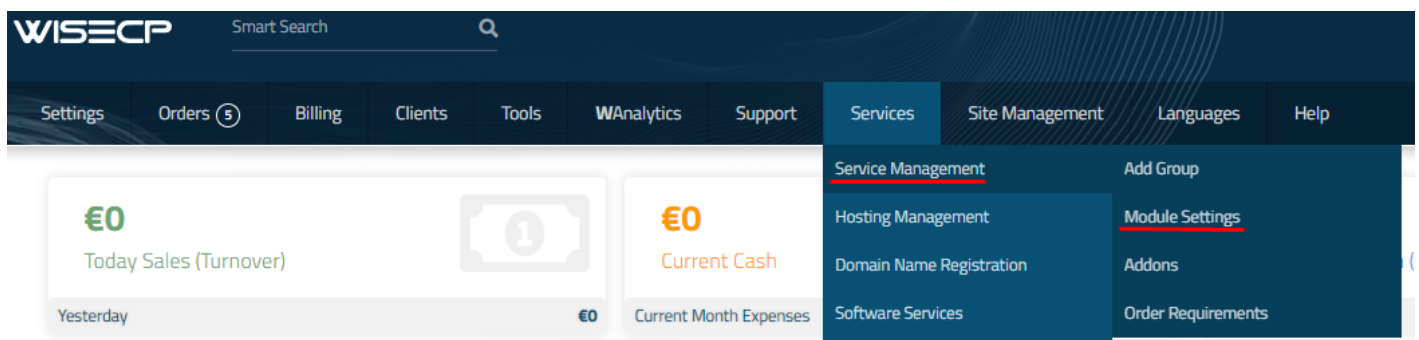 WISECP
Smart Search
Settings
Orders 5
Billing
Clients
Tools
WAnalytics
Support
Services
Site Management
Languages
Help
Service Management
Add Group
Hosting Management
Module Settings
Domain Name Registration
Addons
Software Services
Order Requirements
€0
Today Sales (Turnover)
1
Yesterday
€0
€0
Current Cash
Current Month Expenses
(